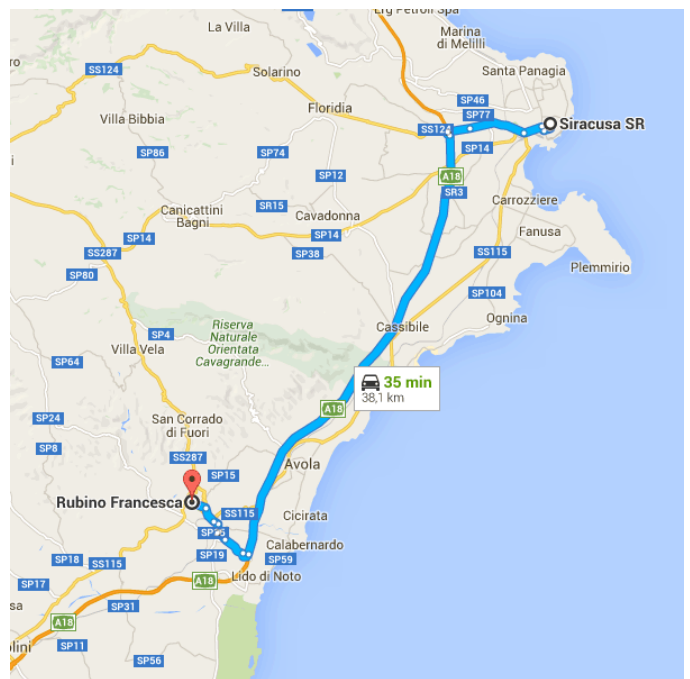 Erg Petroli Spa
La Villa
Marina
di Melilli
SS124
Solarino
Santa Panagia
SP46
Floridia
SP77
Villa Bibbia
SS124
Siracusa SR
SP86
SP74
SP14
SP12
A18
SR3
Canicattini
Bagni
SR15
Cavadonna
Carrozziere
SP14
SP14
Fanusa
SS287
SP38
SS115
Plemmirio
SP80
SP104
Ognina
Riserva
Naturale
Orientata
Cavagrande...
Cassibile
SP4
Villa Vela
SP64
35 min
38,1 km
A18
SP24
San Corrado
di Fuori
SP8
SS287
SP15
Avola
Rubino Francesca
SS115
Cicirata
SP19
Calabernardo
SP18
SS115
SP59
Lido di Noto
SP17
A18
SP31
A18
SP11
SP56